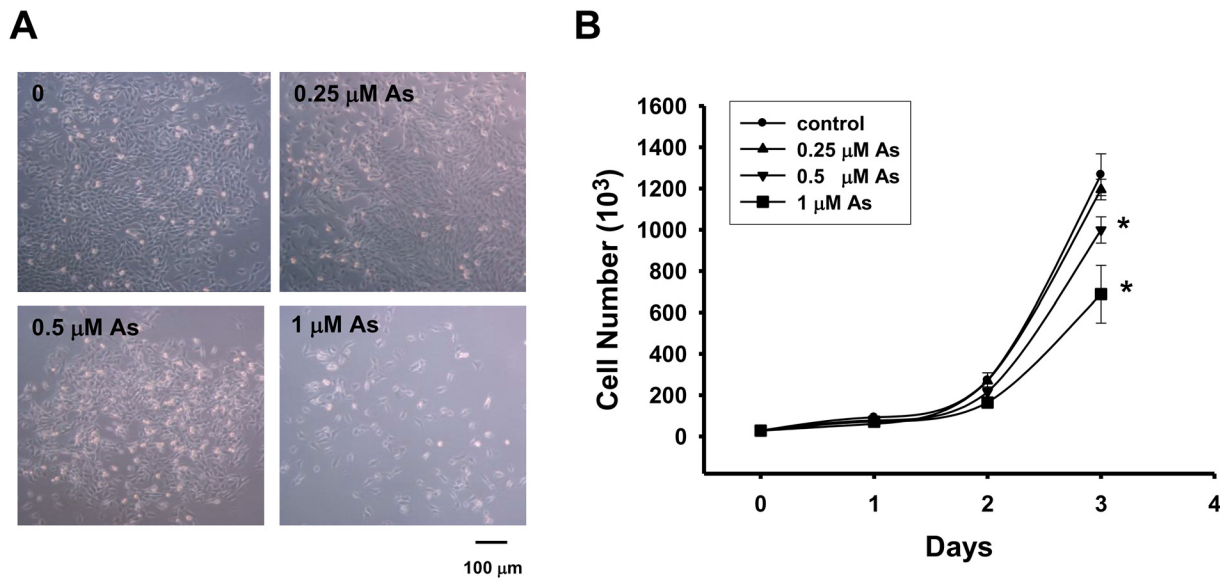 A
0
0.25 μM As
0.5 μM As
1 μM As
100 μm
B
Cell Number (10³)
1600
1400
1200
1000
800
600
400
200
0
control
0.25 μM As
0.5 μM As
1 μM As
*
*
0 1 2 3 4
Days